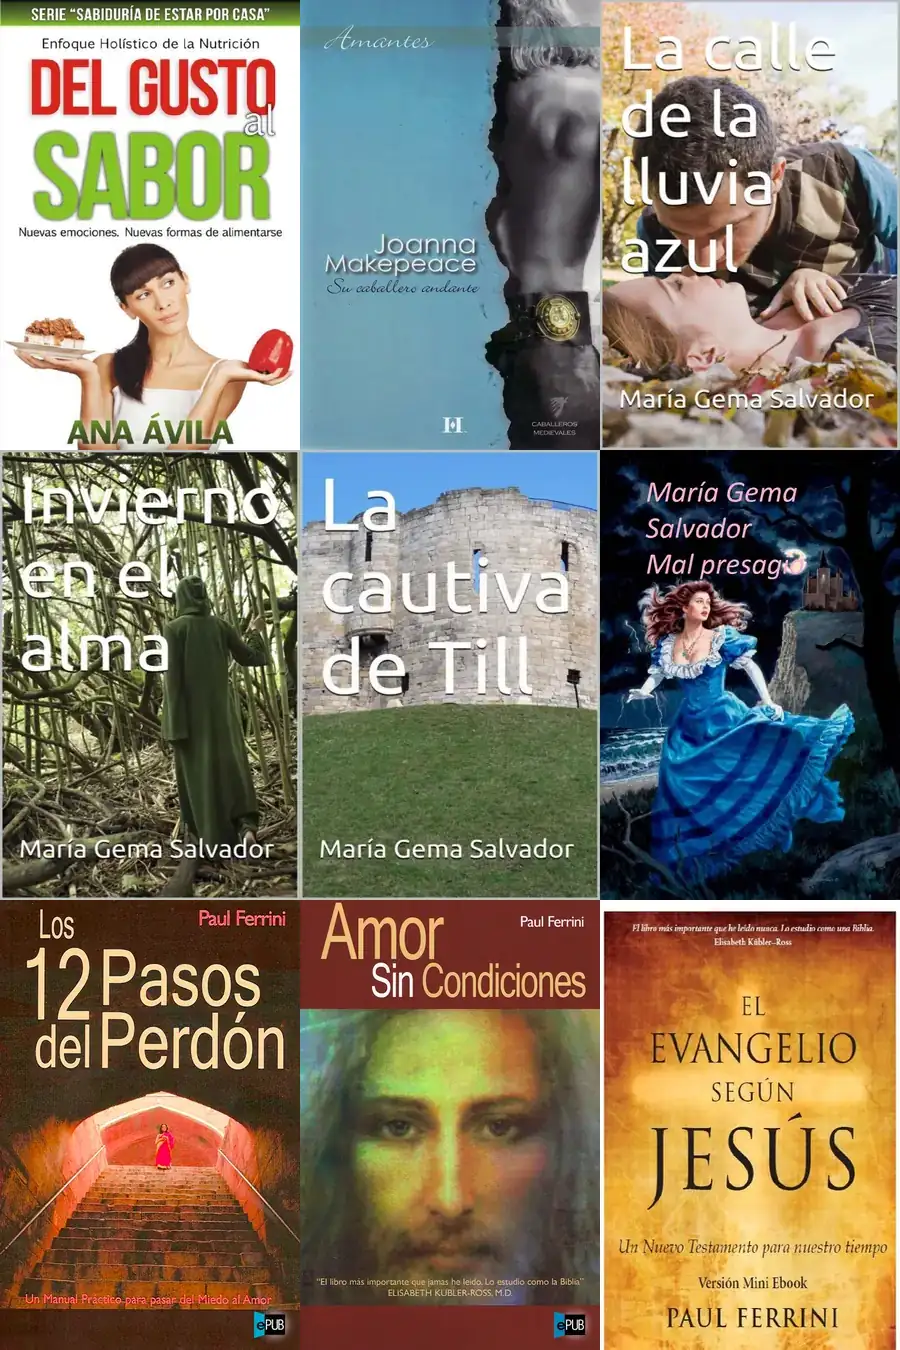 SERIE “SABIDURÍA DE ESTAR POR CASA”
Enfoque Holístico de la Nutrición
DEL GUSTO
al
SABOR
Nuevas emociones. Nuevas formas de alimentarse
ANA ÁVILA
Amantes
Joanna
Makepeace
Su caballero andante
H
CABALLEROS
MEDIEVALES
La calle
de la
lluvia
azul
María Gema Salvador
Invierno
en el
alma
María Gema Salvador
La
cautiva
de Till
María Gema Salvador
María Gema
Salvador
Mal presagio
Paul Ferrini
Los
12 Pasos
del Perdón
Un Manual Práctico para pasar del Miedo al Amor
ePUB
Paul Ferrini
Amor
Sin Condiciones
"El libro más importante que jamas he leido. Lo estudio como la Biblia"
ELISABETH KUBLER-ROSS, M.D.
ePUB
El libro más importante que he leído nunca. Lo estudio como una Biblia.
Elisabeth Kübler-Ross
EL
EVANGELIO
SEGÚN
JESÚS
Un Nuevo Testamento para nuestro tiempo
Versión Mini Ebook
PAUL FERRINI